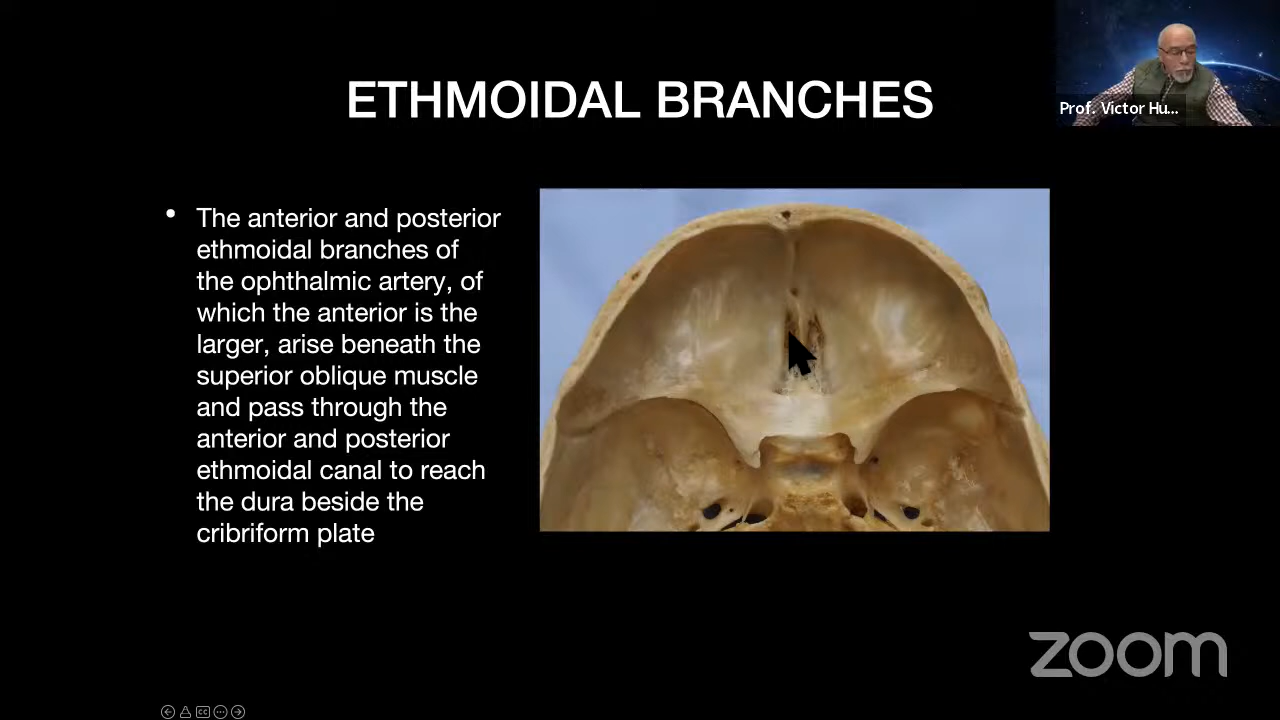 ETHMOIDAL BRANCHES
Prof. Victor Hu...
• The anterior and posterior
ethmoidal branches of
the ophthalmic artery, of
which the anterior is the
larger, arise beneath the
superior oblique muscle
and pass through the
anterior and posterior
ethmoidal canal to reach
the dura beside the
cribriform plate
zoom
CC